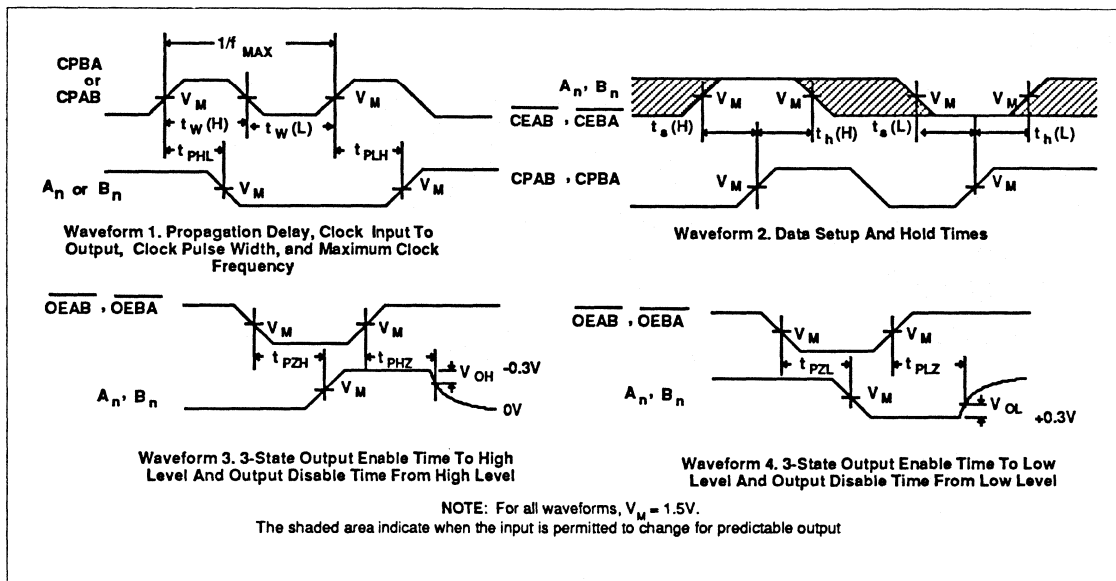 1/f MAX
CPBA
or
CPAB
V M V M V M
t W (H) t W (L)
t PHL t PLH
A n or B n V M V M
Waveform 1. Propagation Delay, Clock Input To
Output, Clock Pulse Width, and Maximum Clock
Frequency
A n, B n
CEAB , CEBA
V M V M V M V M
t s (H) t h (H) t s (L) t h (L)
CPAB , CPBA V M V M
Waveform 2. Data Setup And Hold Times
OEAB , OEBA
V M V M
t PZH t PHZ V OH -0.3V
A n, B n V M 0V
Waveform 3. 3-State Output Enable Time To High
Level And Output Disable Time From High Level
OEAB , OEBA
V M V M
t PZL t PLZ
A n, B n V M V OL +0.3V
Waveform 4. 3-State Output Enable Time To Low
Level And Output Disable Time From Low Level
NOTE: For all waveforms, V M = 1.5V.
The shaded area indicate when the input is permitted to change for predictable output